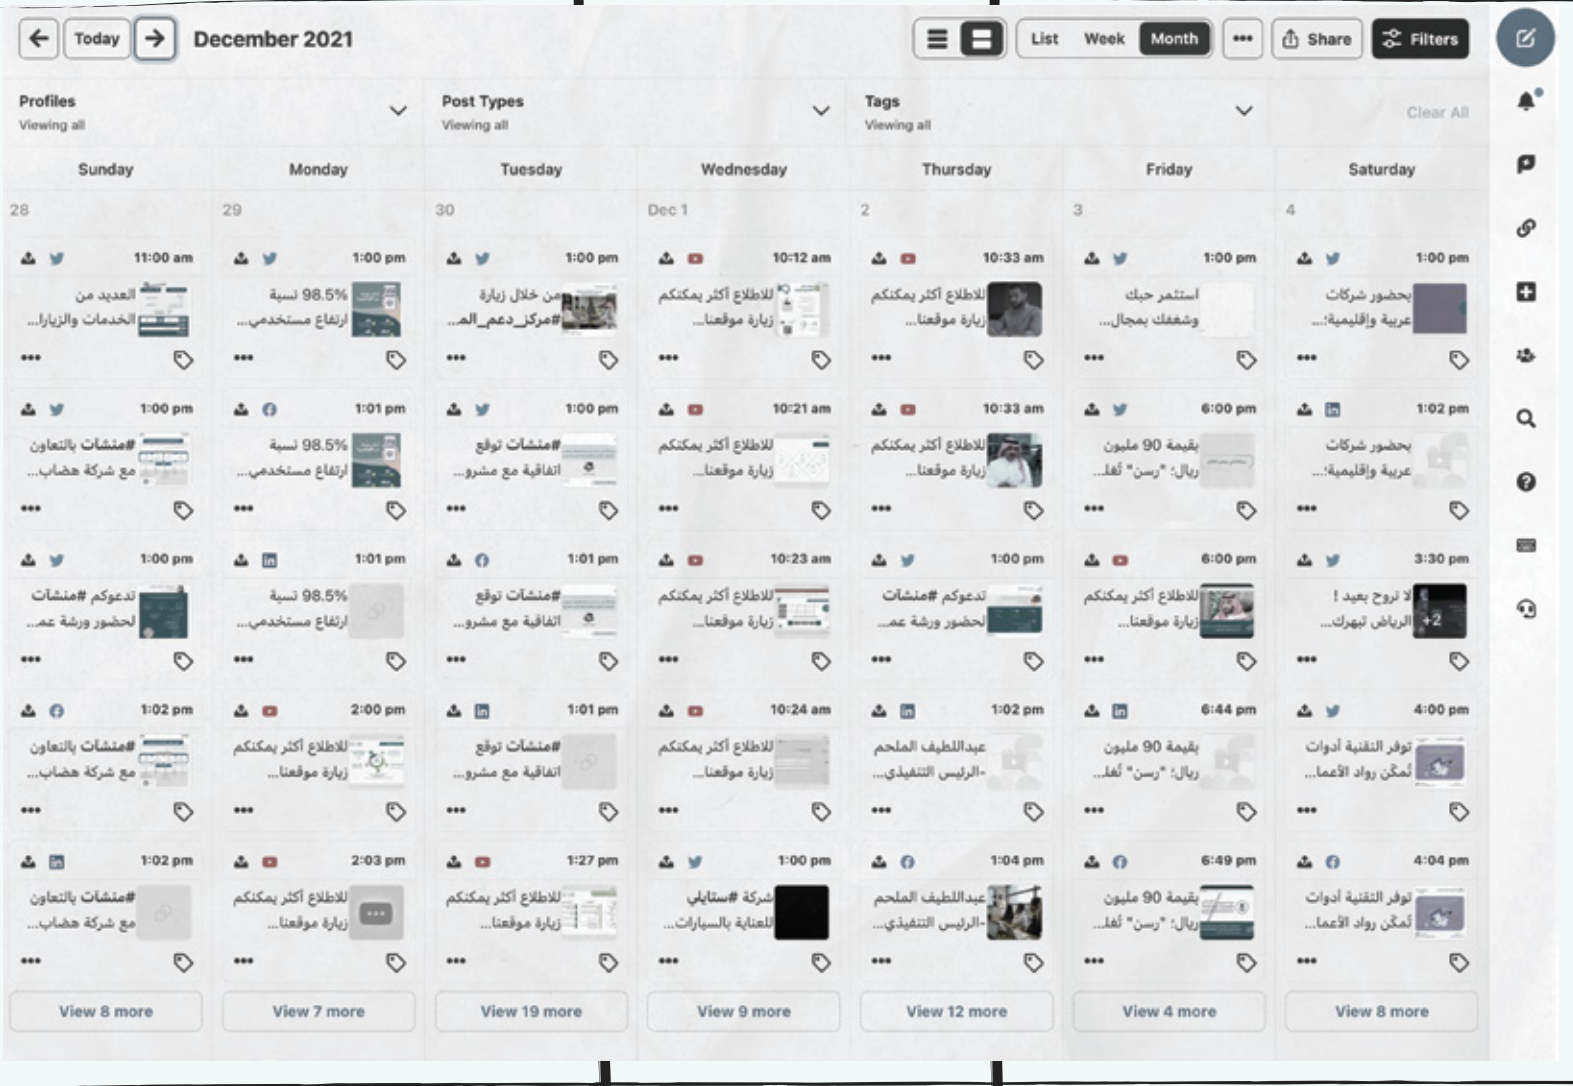 Today
December 2021
List
Week
Month
Share
Filters
Profiles
Viewing all
Post Types
Viewing all
Tags
Viewing all
Clear All
Sunday
Monday
Tuesday
Wednesday
Thursday
Friday
Saturday
28
29
30
Dec 1
2
3
4
11:00 am
العديد من
الخدمات والزيارا...
1:00 pm
98.5% نسبة
ارتفاع مستخدمي...
1:00 pm
من خلال زيارة
#مركز_دعم_الم...
10:12 am
للاطلاع أكثر يمكنكم
زيارة موقعنا...
10:33 am
للاطلاع أكثر يمكنكم
زيارة موقعنا...
1:00 pm
استثمر حبك
وشغفك بمجال...
1:00 pm
بحضور شركات
عربية وإقليمية؛...
1:00 pm
#منشآت بالتعاون
مع شركة هضاب...
1:01 pm
98.5% نسبة
ارتفاع مستخدمي...
1:00 pm
#منشآت توقع
اتفاقية مع مشرو...
10:21 am
للاطلاع أكثر يمكنكم
زيارة موقعنا...
10:33 am
للاطلاع أكثر يمكنكم
زيارة موقعنا...
6:00 pm
بقيمة 90 مليون
ريال؛ "رسن" تُغلـ...
1:02 pm
بحضور شركات
عربية وإقليمية؛...
1:00 pm
تدعوكم #منشآت
لحضور ورشة عمـ...
1:01 pm
98.5% نسبة
ارتفاع مستخدمي...
1:01 pm
#منشآت توقع
اتفاقية مع مشرو...
10:23 am
للاطلاع أكثر يمكنكم
زيارة موقعنا...
1:00 pm
تدعوكم #منشآت
لحضور ورشة عمـ...
6:00 pm
للاطلاع أكثر يمكنكم
زيارة موقعنا...
3:30 pm
لا تروح بعيد !
الرياض تبهرك...
+2
1:02 pm
#منشآت بالتعاون
مع شركة هضاب...
2:00 pm
للاطلاع أكثر يمكنكم
زيارة موقعنا...
1:01 pm
#منشآت توقع
اتفاقية مع مشرو...
10:24 am
للاطلاع أكثر يمكنكم
زيارة موقعنا...
1:02 pm
عبداللطيف الملحم
-الرئيس التنفيذي...
6:44 pm
بقيمة 90 مليون
ريال؛ "رسن" تُغلـ...
4:00 pm
توفر التقنية أدوات
تُمكّن رواد الأعما...
1:02 pm
#منشآت بالتعاون
مع شركة هضاب...
2:03 pm
للاطلاع أكثر يمكنكم
زيارة موقعنا...
1:27 pm
للاطلاع أكثر يمكنكم
زيارة موقعنا...
1:00 pm
شركة #ستايلي
للعناية بالسيارات...
1:04 pm
عبداللطيف الملحم
-الرئيس التنفيذي...
6:49 pm
بقيمة 90 مليون
ريال؛ "رسن" تُغلـ...
4:04 pm
توفر التقنية أدوات
تُمكّن رواد الأعما...
View 8 more
View 7 more
View 19 more
View 9 more
View 12 more
View 4 more
View 8 more